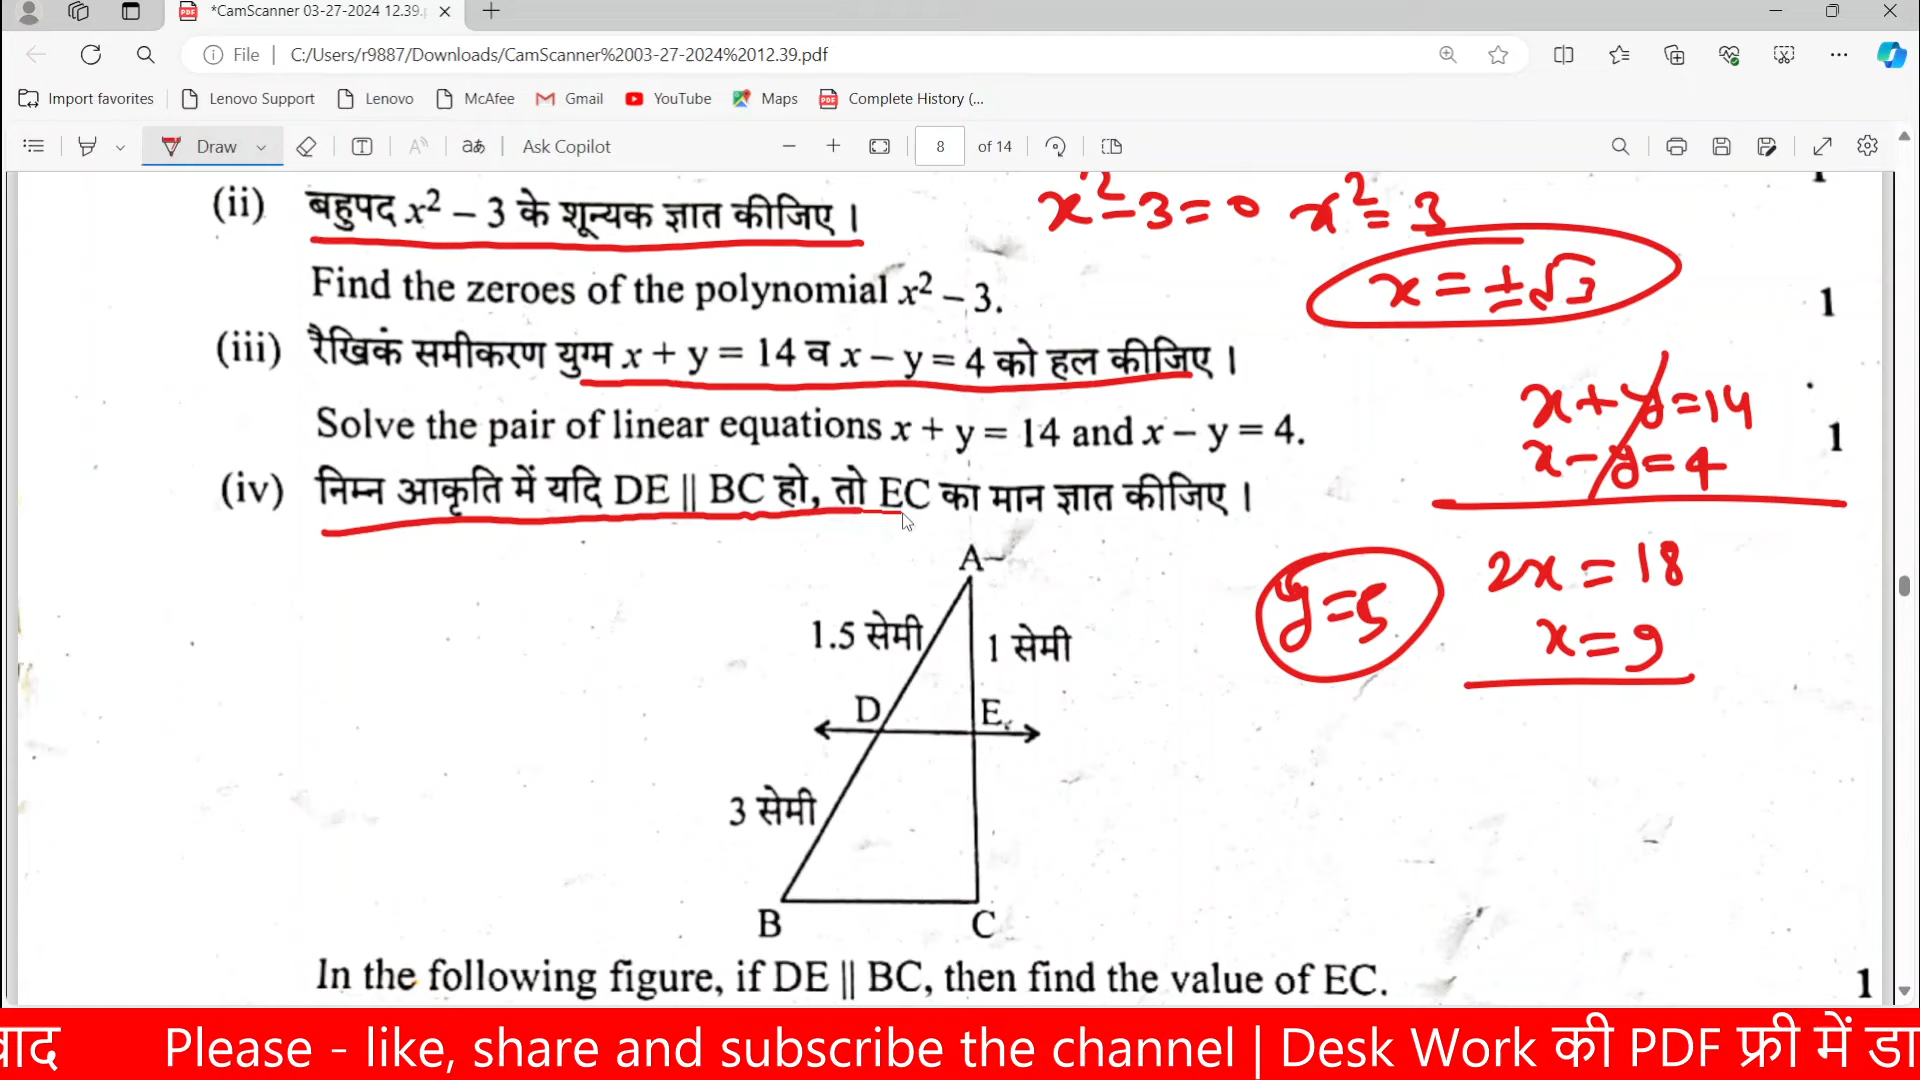 *CamScanner 03-27-2024 12.39.p
File | C:/Users/r9887/Downloads/CamScanner%2003-27-2024%2012.39.pdf
Import favorites Lenovo Support Lenovo McAfee Gmail YouTube Maps Complete History (...
Draw Ask Copilot 8 of 14
(ii) बहुपद x² – 3 के शून्यक ज्ञात कीजिए ।
x²-3=0 x²=3
x=±√3
Find the zeroes of the polynomial x² – 3. 1
(iii) रैखिक समीकरण युग्म x + y = 14 व x – y = 4 को हल कीजिए ।
x+y=14
Solve the pair of linear equations x + y = 14 and x – y = 4. 1
x-y=4
(iv) निम्न आकृति में यदि DE || BC हो, तो EC का मान ज्ञात कीजिए ।
2x=18
y=5
x=9
A
1.5 सेमी 1 सेमी
D E
3 सेमी
B C
In the following figure, if DE || BC, then find the value of EC. 1
वाद Please - like, share and subscribe the channel | Desk Work की PDF फ्री में डा